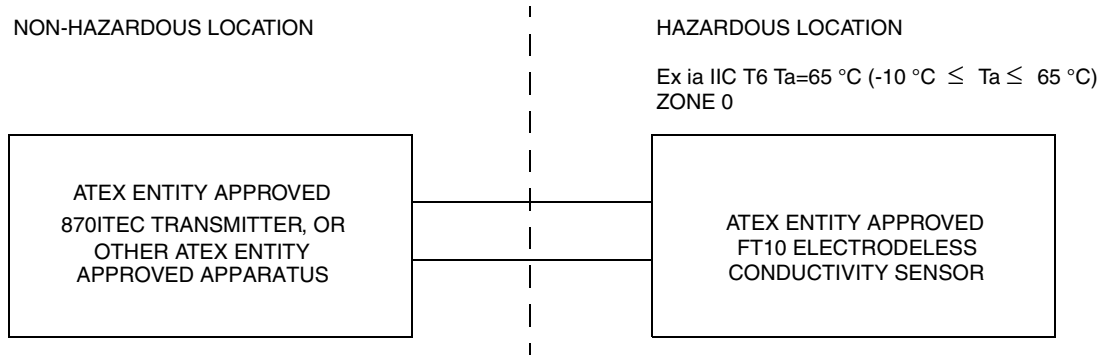 NON-HAZARDOUS LOCATION
HAZARDOUS LOCATION
Ex ia IIC T6 Ta=65 °C (-10 °C ≤ Ta ≤ 65 °C)
ZONE 0
ATEX ENTITY APPROVED
870ITEC TRANSMITTER, OR
OTHER ATEX ENTITY
APPROVED APPARATUS
ATEX ENTITY APPROVED
FT10 ELECTRODELESS
CONDUCTIVITY SENSOR